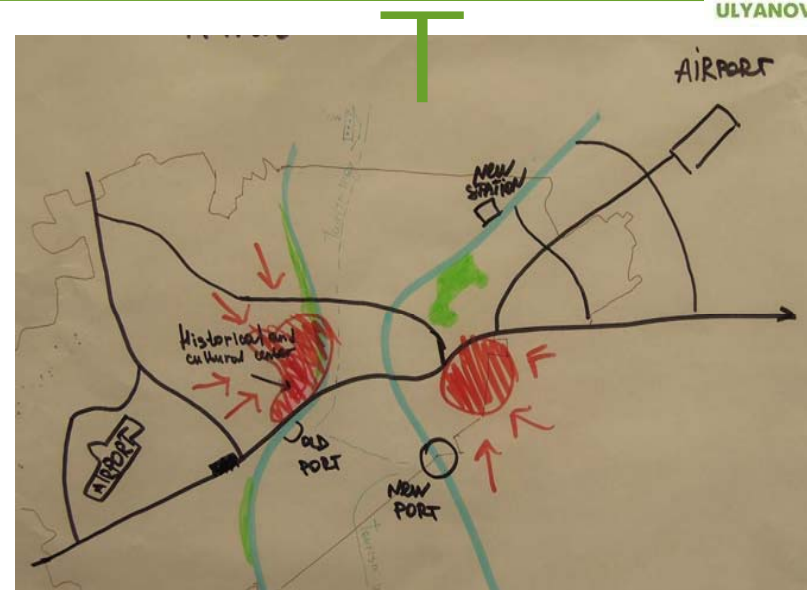 ULYANOV
AIRPORT
NEW
STATION
Historical and
cultural center
AIRPORT
OLD
PORT
NEW
PORT